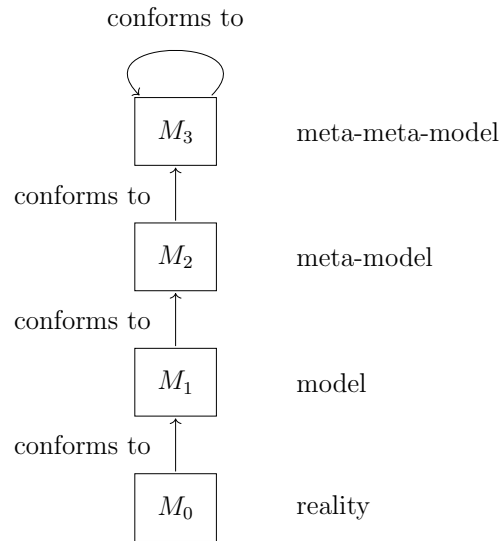 conforms to
M₃ meta-meta-model
conforms to
M₂ meta-model
conforms to
M₁ model
conforms to
M₀ reality